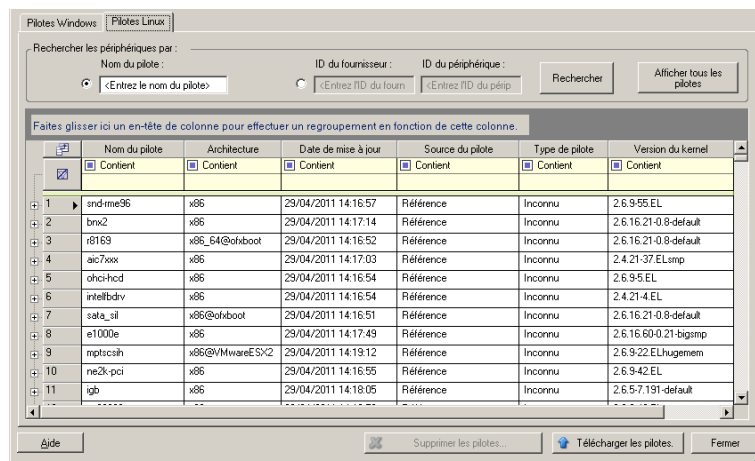 Pilotes Windows Pilotes Linux
Rechercher les périphériques par :
Nom du pilote : ID du fournisseur : ID du périphérique :
<Entrez le nom du pilote> <Entrez l'ID du fourn <Entrez l'ID du périp Rechercher Afficher tous les pilotes
Faites glisser ici un en-tête de colonne pour effectuer un regroupement en fonction de cette colonne.
Nom du pilote Architecture Date de mise à jour Source du pilote Type de pilote Version du kernel
Contient Contient Contient Contient Contient Contient
1 snd-rme96 x86 29/04/2011 14:16:57 Référence Inconnu 2.6.9-55.EL
2 bnx2 x86 29/04/2011 14:17:14 Référence Inconnu 2.6.16.21-0.8-default
3 r8169 x86_64@ofxboot 29/04/2011 14:16:52 Référence Inconnu 2.6.16.21-0.8-default
4 aic7xxx x86 29/04/2011 14:17:03 Référence Inconnu 2.4.21-37.ELsmp
5 ohci-hcd x86 29/04/2011 14:16:54 Référence Inconnu 2.6.9-5.EL
6 intelfbdrv x86 29/04/2011 14:16:54 Référence Inconnu 2.4.21-4.EL
7 sata_sil x86@ofxboot 29/04/2011 14:16:51 Référence Inconnu 2.6.16.21-0.8-default
8 e1000e x86 29/04/2011 14:17:49 Référence Inconnu 2.6.16.60-0.21-bigsmp
9 mptscsih x86@VMwareESX2 29/04/2011 14:19:12 Référence Inconnu 2.6.9-22.ELhugemem
10 ne2k-pci x86 29/04/2011 14:16:55 Référence Inconnu 2.6.9-42.EL
11 igb x86 29/04/2011 14:18:05 Référence Inconnu 2.6.5-7.191-default
Aide Supprimer les pilotes... Télécharger les pilotes. Fermer